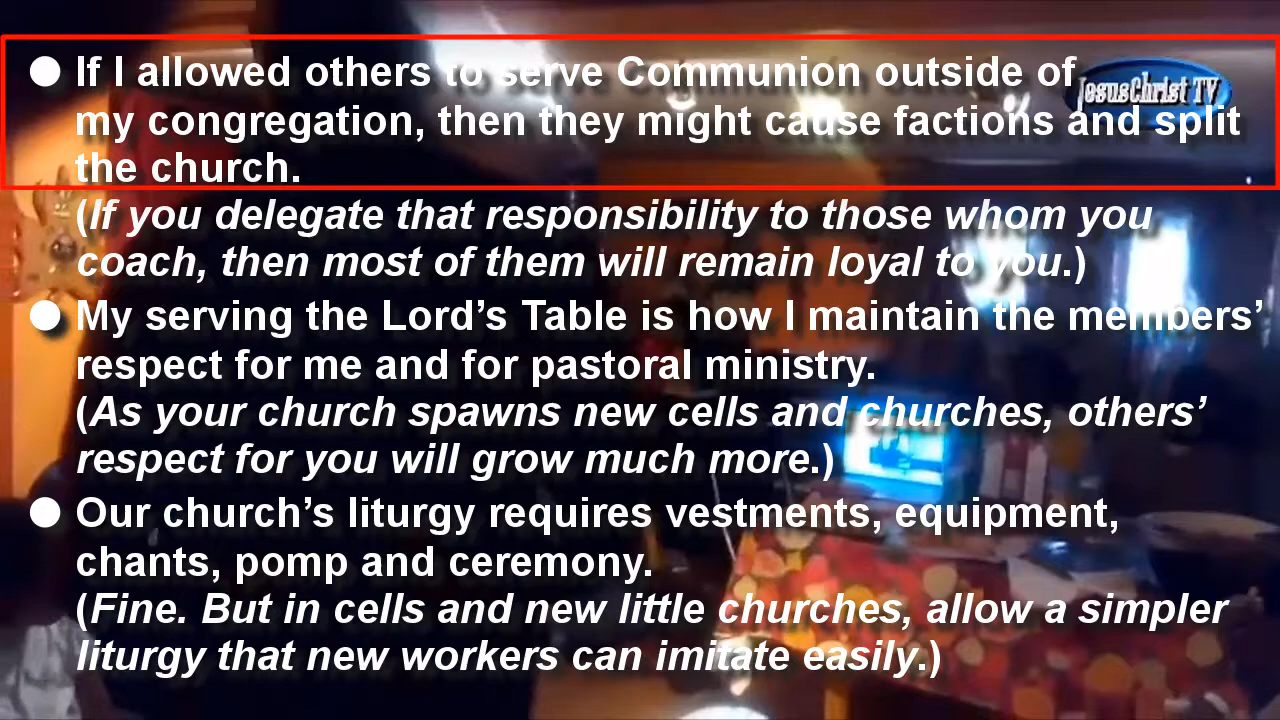 ● If I allowed others to serve Communion outside of
JesusChrist TV
my congregation, then they might cause factions and split
the church.
(If you delegate that responsibility to those whom you
coach, then most of them will remain loyal to you.)
● My serving the Lord’s Table is how I maintain the members’
respect for me and for pastoral ministry.
(As your church spawns new cells and churches, others’
respect for you will grow much more.)
● Our church’s liturgy requires vestments, equipment,
chants, pomp and ceremony.
(Fine. But in cells and new little churches, allow a simpler
liturgy that new workers can imitate easily.)